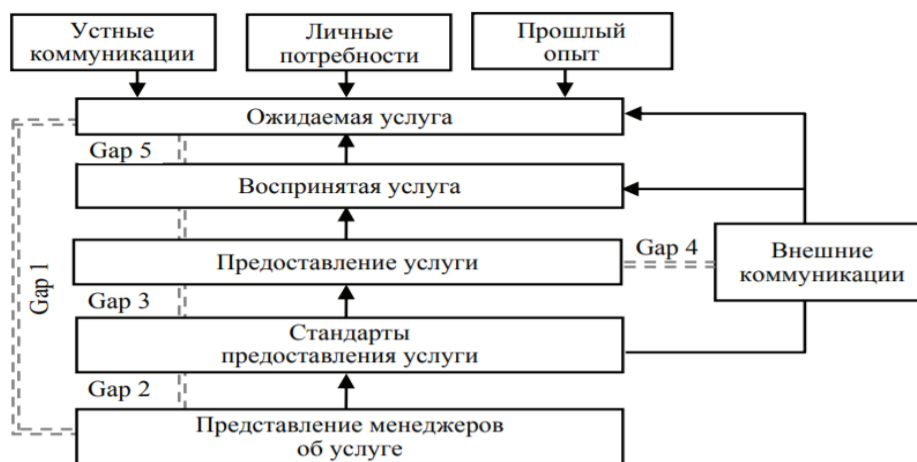 Устные
коммуникации
Личные
потребности
Прошлый
опыт
Ожидаемая услуга
Gap 5
Воспринятая услуга
Gap 1
Предоставление услуги
Gap 4
Внешние
коммуникации
Gap 3
Стандарты
предоставления услуги
Gap 2
Представление менеджеров
об услуге